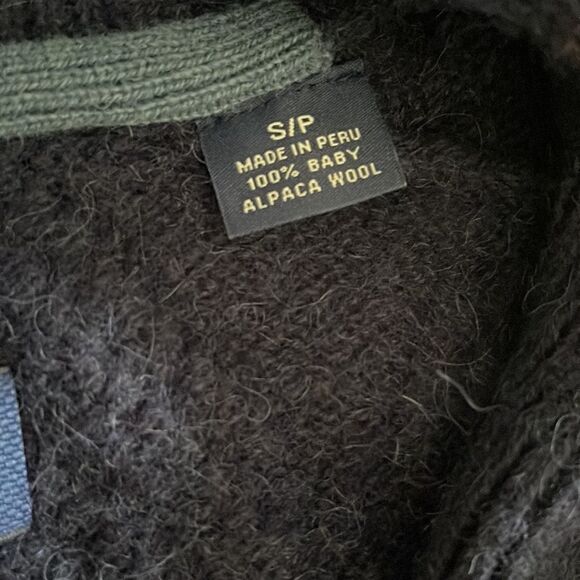 S/P
MADE IN PERU
100% BABY
ALPACA WOOL